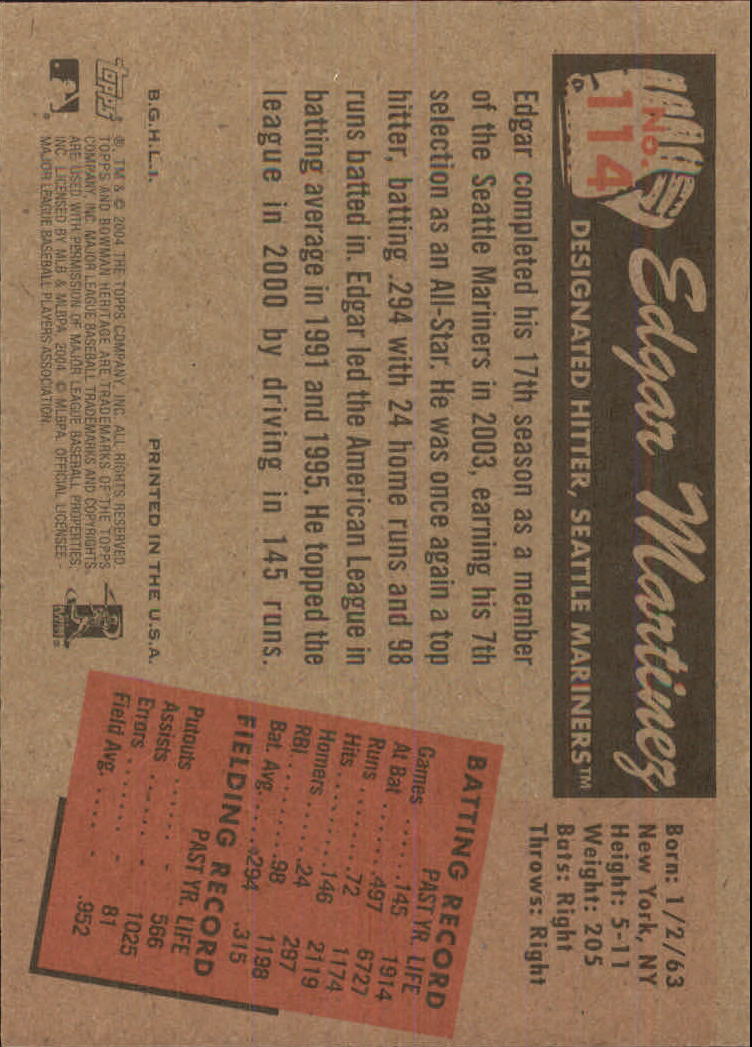 No.
114
Edgar Martinez
DESIGNATED HITTER, SEATTLE MARINERS™
Born: 1/2/63
New York, NY
Height: 5-11
Weight: 205
Bats: Right
Throws: Right
Edgar completed his 17th season as a member
of the Seattle Mariners in 2003, earning his 7th
selection as an All-Star. He was once again a top
hitter, batting .294 with 24 home runs and 98
runs batted in. Edgar led the American League in
batting average in 1991 and 1995. He topped the
league in 2000 by driving in 145 runs.
BATTING RECORD
PAST YR. LIFE
Games ......145 1914
At Bat .......497 6727
Runs .........72 1174
Hits .........146 2119
Homers .......24 297
RBI ..........98 1198
Bat. Avg. .....294 .315
FIELDING RECORD
PAST YR. LIFE
Putouts ...... - 566
Assists ...... - 1025
Errors ....... - 81
Field Avg. .... - .952
B.G.H.L.I. PRINTED IN THE U.S.A.
topps®
®, TM & © 2004 THE TOPPS COMPANY, INC. ALL RIGHTS RESERVED.
TOPPS AND BOWMAN HERITAGE ARE TRADEMARKS OF THE TOPPS
COMPANY, INC. MAJOR LEAGUE BASEBALL TRADEMARKS AND COPYRIGHTS
ARE USED WITH PERMISSION OF MAJOR LEAGUE BASEBALL PROPERTIES,
INC. LICENSED BY MLB & MLBPA 2004. © MLBPA. OFFICIAL LICENSEE -
MAJOR LEAGUE BASEBALL PLAYERS ASSOCIATION.